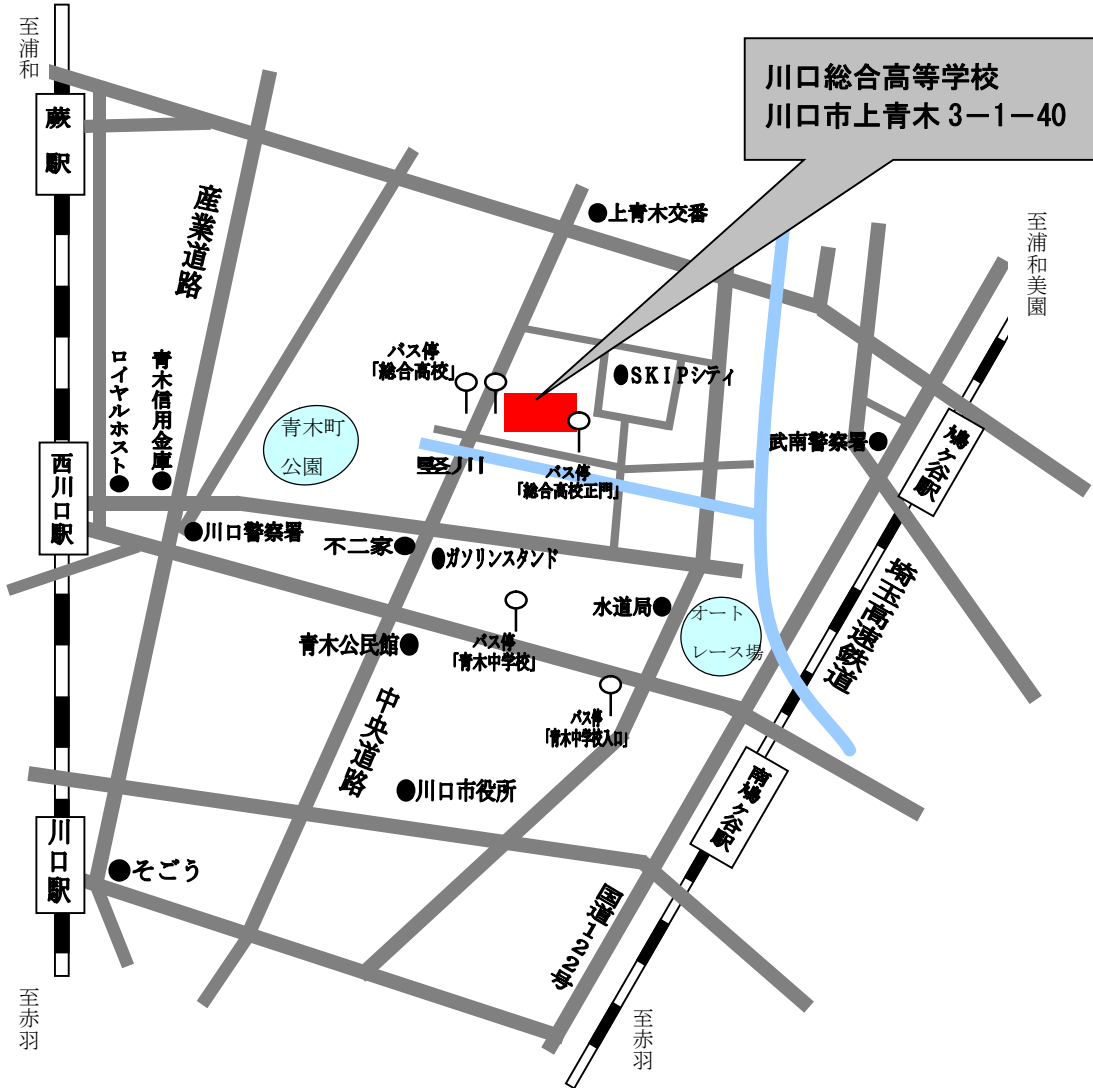 至浦和
蕨駅
川口総合高等学校
川口市上青木 3－1－40
●上青木交番
至浦和美園
産業道路
バス停
「総合高校」
●SKIPシティ
ロイヤルホスト●
青木信用金庫●
青木町
公園
武南警察署●
鳩ヶ谷駅
西川口駅
竪川
バス停
「総合高校正門」
●川口警察署
不二家●
●ガソリンスタンド
埼玉高速鉄道
水道局●
オート
レース場
青木公民館●
バス停
「青木中学校」
中央道路
バス停
「青木中学校入口」
●川口市役所
南鳩ヶ谷駅
川口駅
●そごう
国道122号
至赤羽
至赤羽